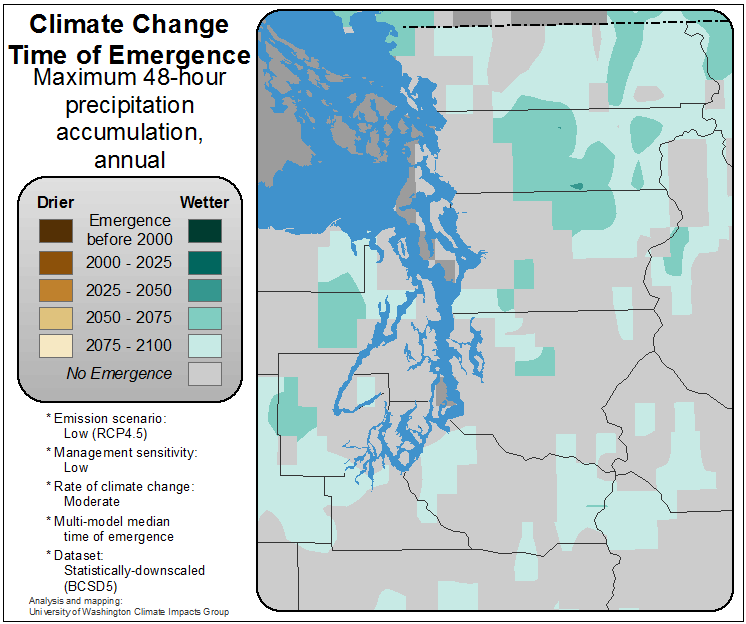 Climate Change
Time of Emergence
Maximum 48-hour
precipitation
accumulation,
annual
Drier Wetter
Emergence
before 2000
2000 - 2025
2025 - 2050
2050 - 2075
2075 - 2100
No Emergence
* Emission scenario:
Low (RCP4.5)
* Management sensitivity:
Low
* Rate of climate change:
Moderate
* Multi-model median
time of emergence
* Dataset:
Statistically-downscaled
(BCSD5)
Analysis and mapping:
University of Washington Climate Impacts Group